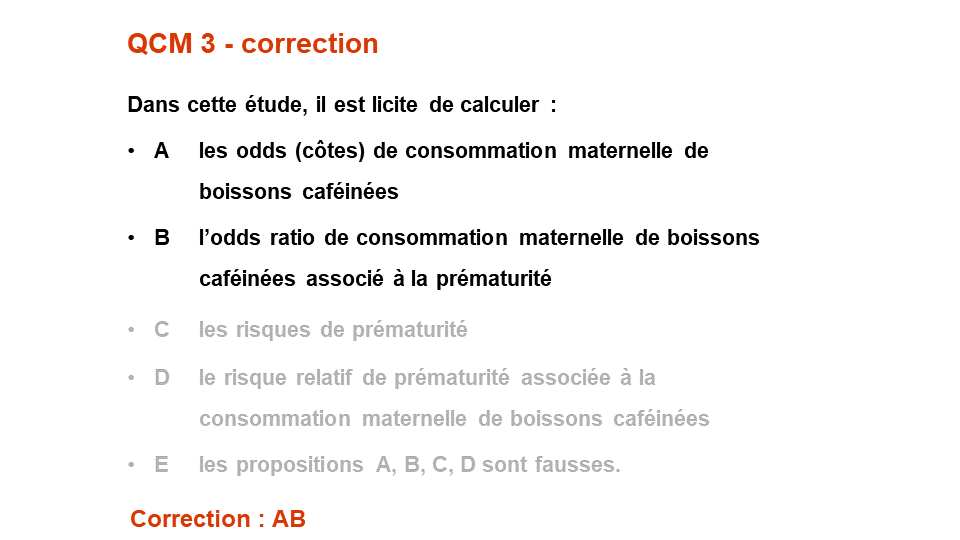 QCM 3 - correction
Dans cette étude, il est licite de calculer :
• A les odds (côtes) de consommation maternelle de
boissons caféinées
• B l’odds ratio de consommation maternelle de boissons
caféinées associé à la prématurité
• C les risques de prématurité
• D le risque relatif de prématurité associée à la
consommation maternelle de boissons caféinées
• E les propositions A, B, C, D sont fausses.
Correction : AB